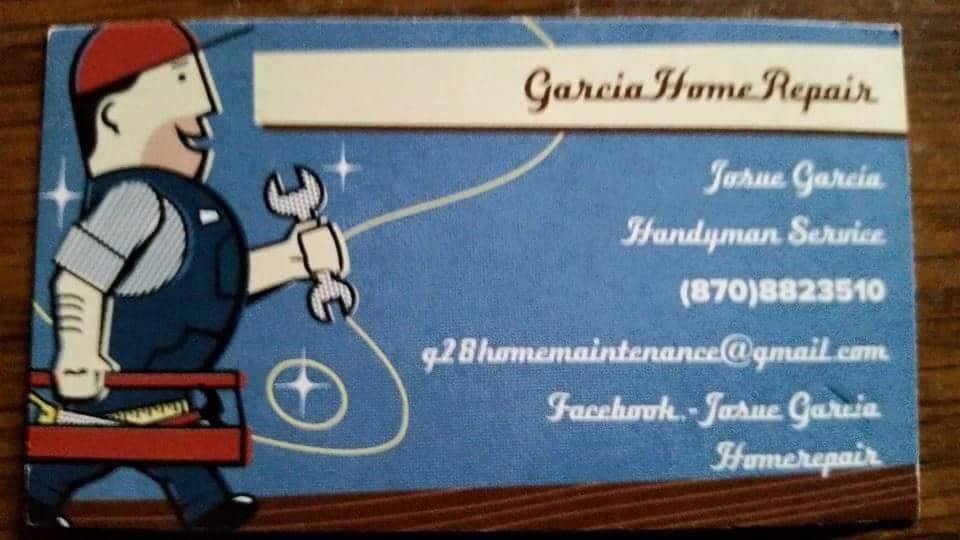 Garcia Home Repair
Josue Garcia
Handyman Service
(870)8823510
g28homemaintenance@gmail.com
Facebook.-Josue Garcia
Homerepair